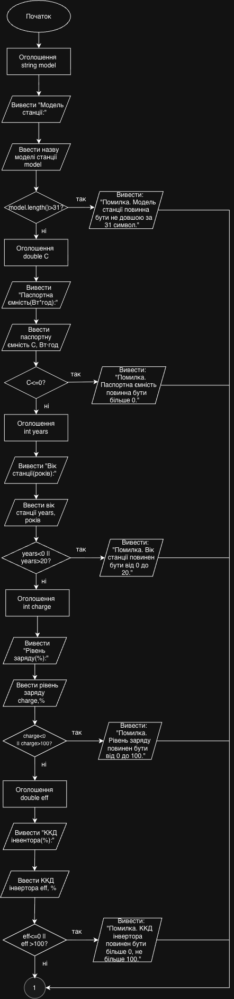 Початок
Оголошення
string model
Вивести "Модель
станції:"
Ввести назву
моделі станції
model
model.length()>31?
так
Вивести:
"Помилка. Модель
станції повинна
бути не довшою за
31 символ."
ні
Оголошення
double C
Вивести
"Паспортна
ємність(Вт*год):"
Ввести
паспортну
ємність C, Вт·год
C<=0?
так
Вивести:
"Помилка.
Паспортна ємність
повинна бути
більше 0."
ні
Оголошення
int years
Вивести "Вік
станції(років):"
Ввести вік
станції years,
років
years<0 ||
years>20?
так
Вивести:
"Помилка. Вік
станції повинен
бути від 0 до
20."
ні
Оголошення
int charge
Вивести
"Рівень
заряду(%):"
Ввести рівень
заряду
charge,%
charge<0
|| charge>100?
так
Вивести:
"Помилка.
Рівень заряду
повинен бути
від 0 до 100."
ні
Оголошення
double eff
Вивести "ККД
інвентора(%):"
Ввести ККД
інвертора eff, %
eff<=0 ||
eff >100?
так
Вивести:
"Помилка. ККД
інвертора
повинен бути
більше 0, не
більше 100."
ні
1